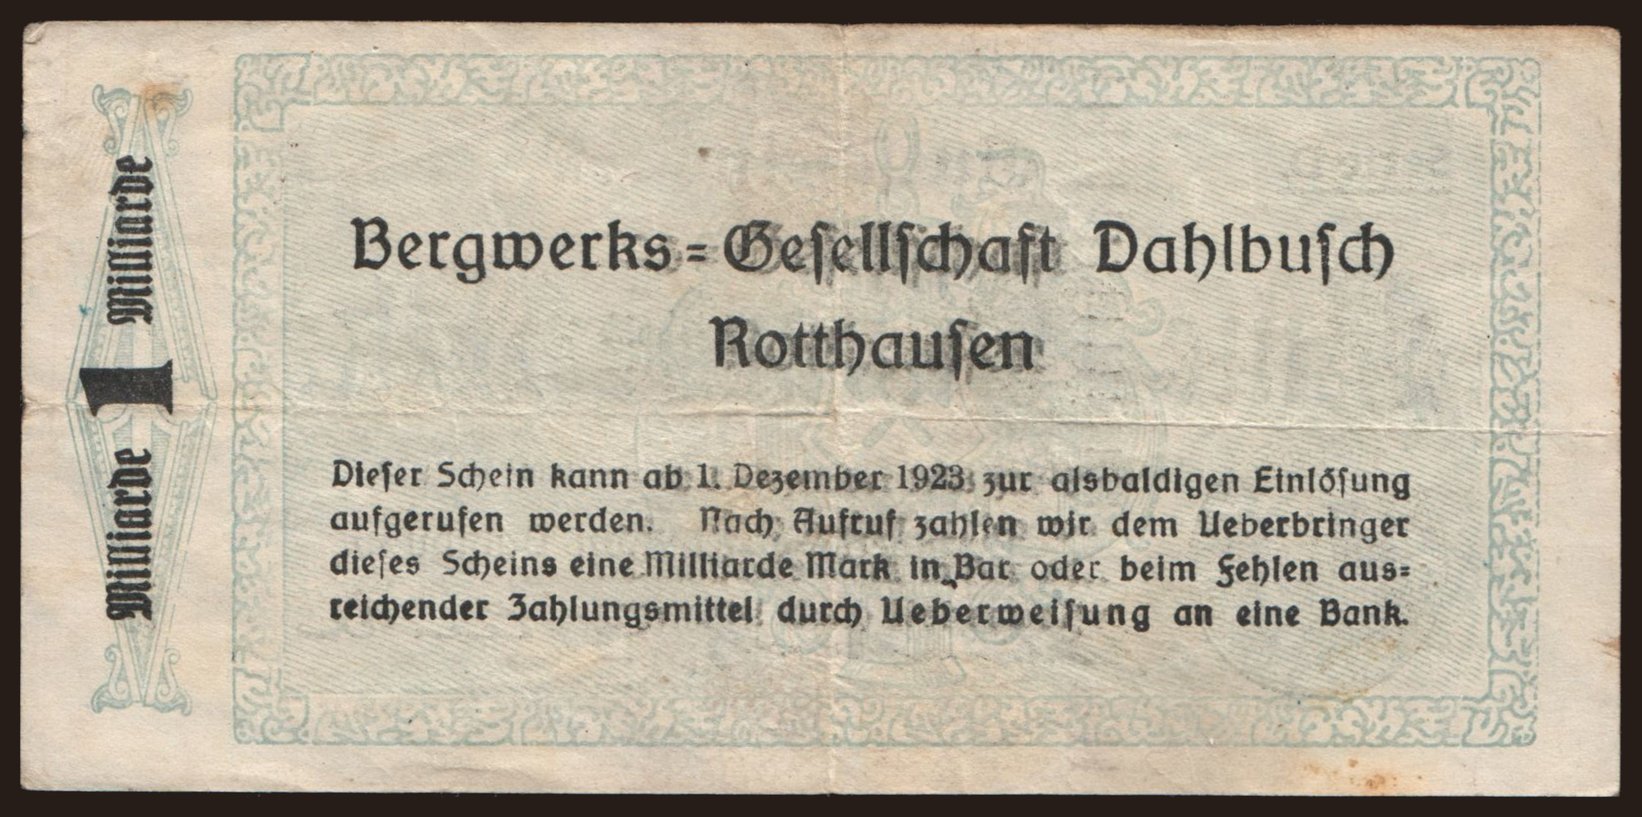 Milliarde 1 Milliarde
Bergwerks=Geſellſchaft Dahlbuſch
Rotthauſen
Dieſer Schein kann ab 1. Dezember 1923 zur alsbaldigen Einlöſung
aufgerufen werden. Nach Aufruf zahlen wir dem Ueberbringer
dieſes Scheins eine Milliarde Mark in Bar oder beim Fehlen aus=
reichender Zahlungsmittel durch Ueberweiſung an eine Bank.